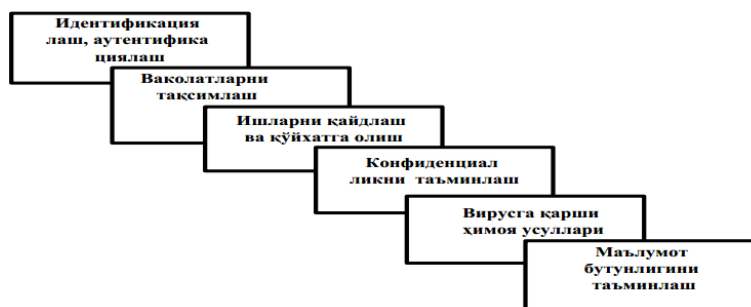 Идентификация
лаш, аутентифика
циялаш
Ваколатларни
тақсимлаш
Ишларни қайдлаш
ва қўйхатга олиш
Конфиденциал
ликни таъминлаш
Вирусга қарши
ҳимоя усуллари
Маълумот
бутунлигини
таъминлаш